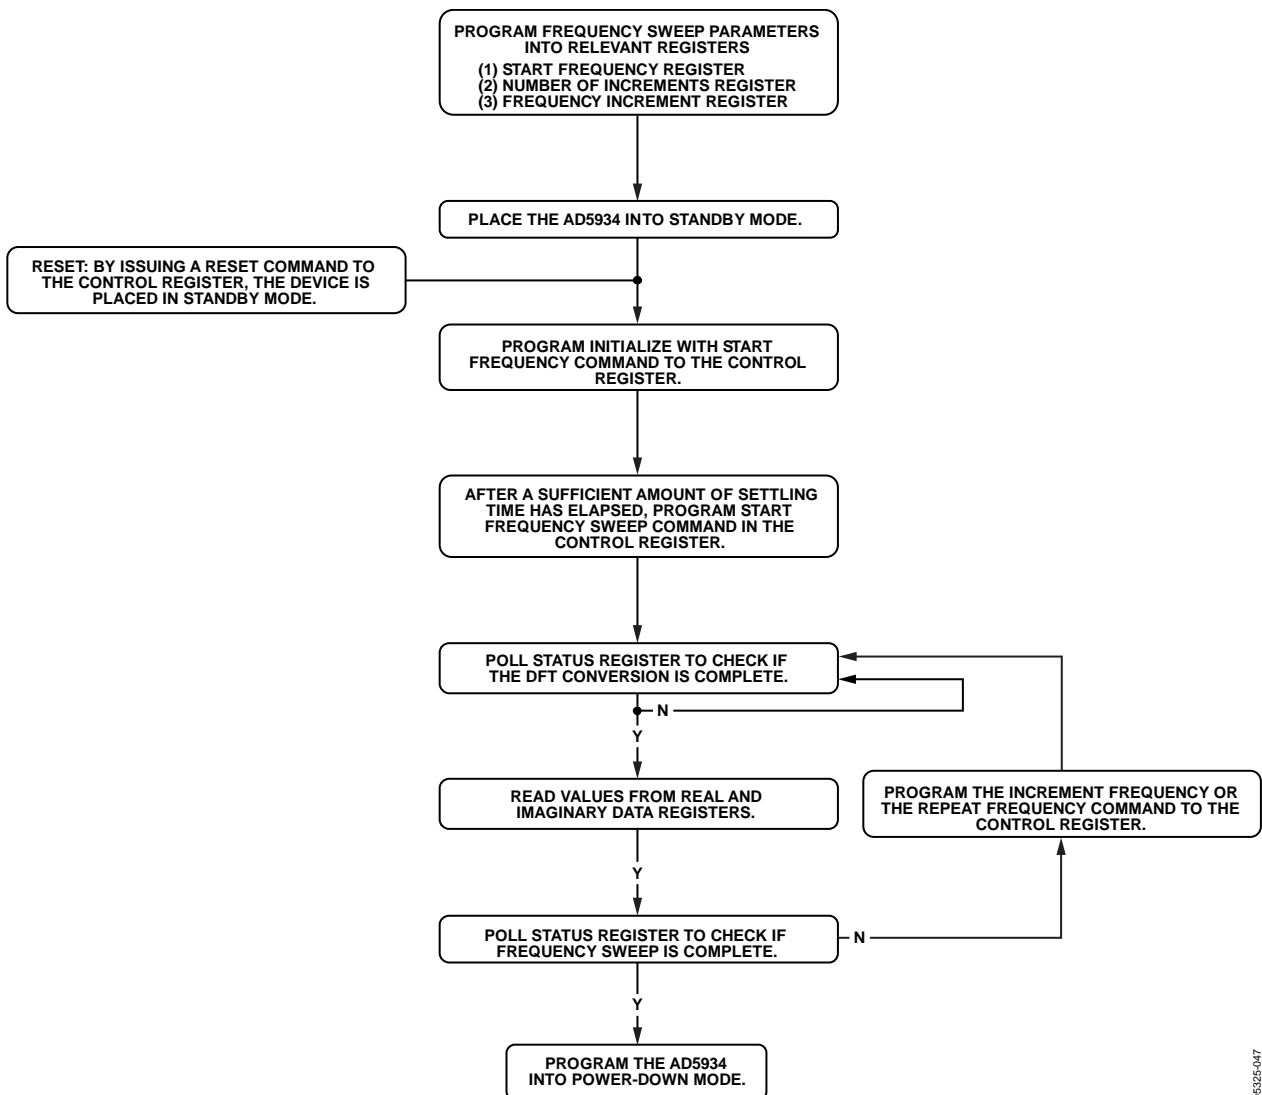 PROGRAM FREQUENCY SWEEP PARAMETERS
INTO RELEVANT REGISTERS
(1) START FREQUENCY REGISTER
(2) NUMBER OF INCREMENTS REGISTER
(3) FREQUENCY INCREMENT REGISTER
PLACE THE AD5934 INTO STANDBY MODE.
RESET: BY ISSUING A RESET COMMAND TO
THE CONTROL REGISTER, THE DEVICE IS
PLACED IN STANDBY MODE.
PROGRAM INITIALIZE WITH START
FREQUENCY COMMAND TO THE CONTROL
REGISTER.
AFTER A SUFFICIENT AMOUNT OF SETTLING
TIME HAS ELAPSED, PROGRAM START
FREQUENCY SWEEP COMMAND IN THE
CONTROL REGISTER.
POLL STATUS REGISTER TO CHECK IF
THE DFT CONVERSION IS COMPLETE.
N
Y
READ VALUES FROM REAL AND
IMAGINARY DATA REGISTERS.
PROGRAM THE INCREMENT FREQUENCY OR
THE REPEAT FREQUENCY COMMAND TO THE
CONTROL REGISTER.
Y
POLL STATUS REGISTER TO CHECK IF
FREQUENCY SWEEP IS COMPLETE.
N
Y
PROGRAM THE AD5934
INTO POWER-DOWN MODE.
05325-047